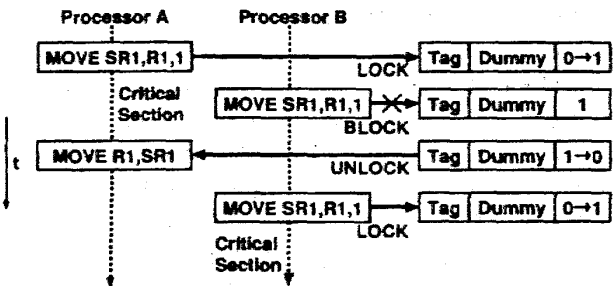 Processor A Processor B
MOVE SR1,R1,1 LOCK Tag Dummy 0→1
Critical
Section
MOVE SR1,R1,1 BLOCK Tag Dummy 1
t
MOVE R1,SR1 UNLOCK Tag Dummy 1→0
MOVE SR1,R1,1 LOCK Tag Dummy 0→1
Critical
Section